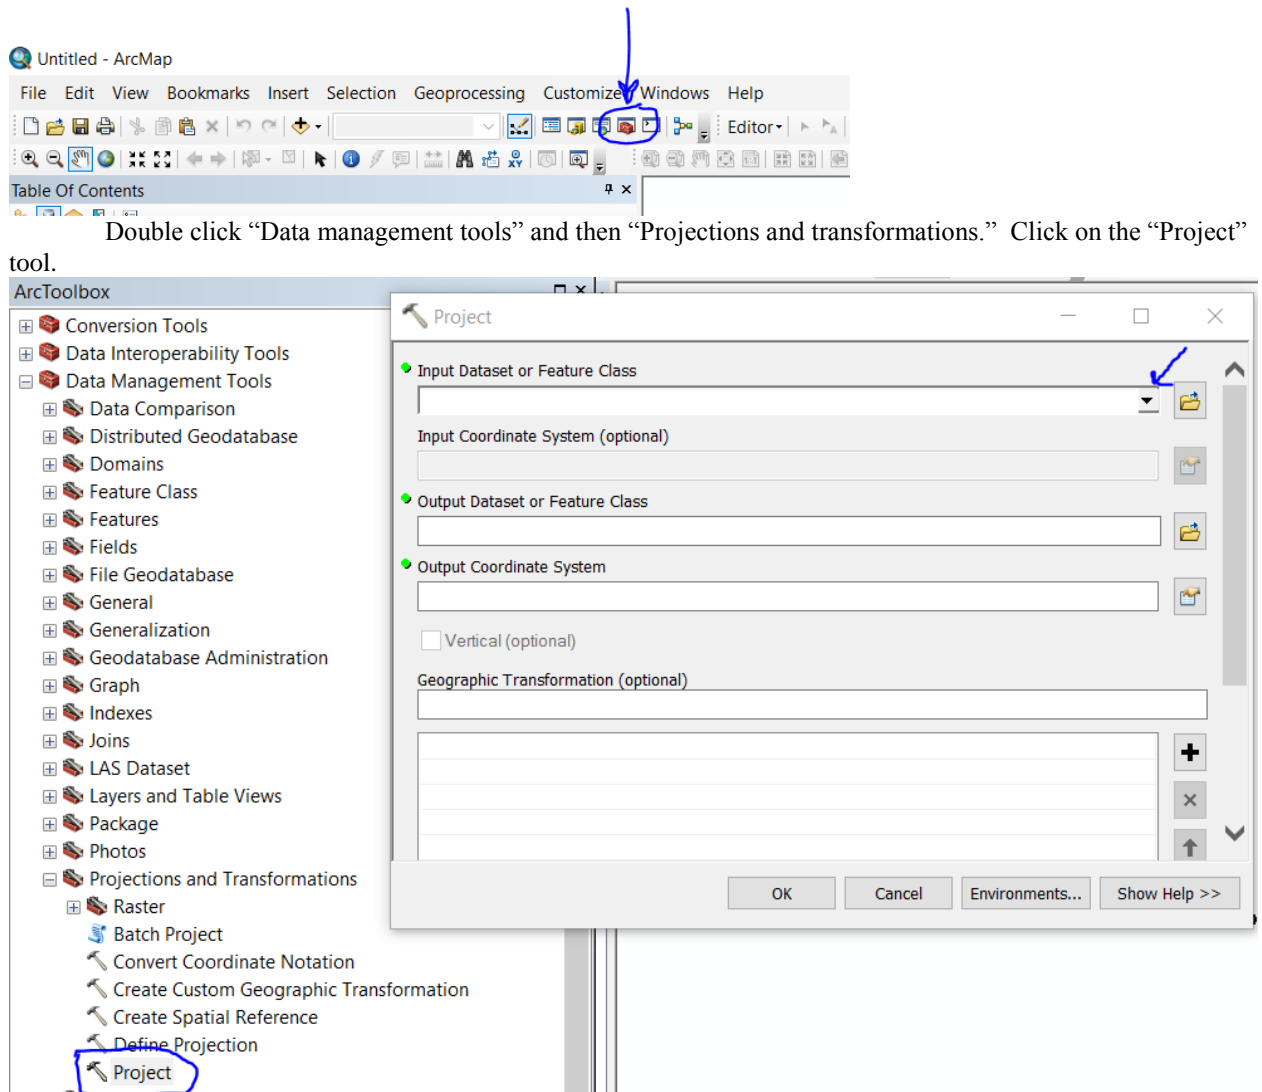 Untitled - ArcMap
File Edit View Bookmarks Insert Selection Geoprocessing Customize Windows Help
Editor
Table Of Contents
Double click “Data management tools” and then “Projections and transformations.” Click on the “Project”
tool.
ArcToolbox
Conversion Tools
Data Interoperability Tools
Data Management Tools
Data Comparison
Distributed Geodatabase
Domains
Feature Class
Features
Fields
File Geodatabase
General
Generalization
Geodatabase Administration
Graph
Indexes
Joins
LAS Dataset
Layers and Table Views
Package
Photos
Projections and Transformations
Raster
Batch Project
Convert Coordinate Notation
Create Custom Geographic Transformation
Create Spatial Reference
Define Projection
Project
Project
Input Dataset or Feature Class
Input Coordinate System (optional)
Output Dataset or Feature Class
Output Coordinate System
Vertical (optional)
Geographic Transformation (optional)
OK Cancel Environments... Show Help >>